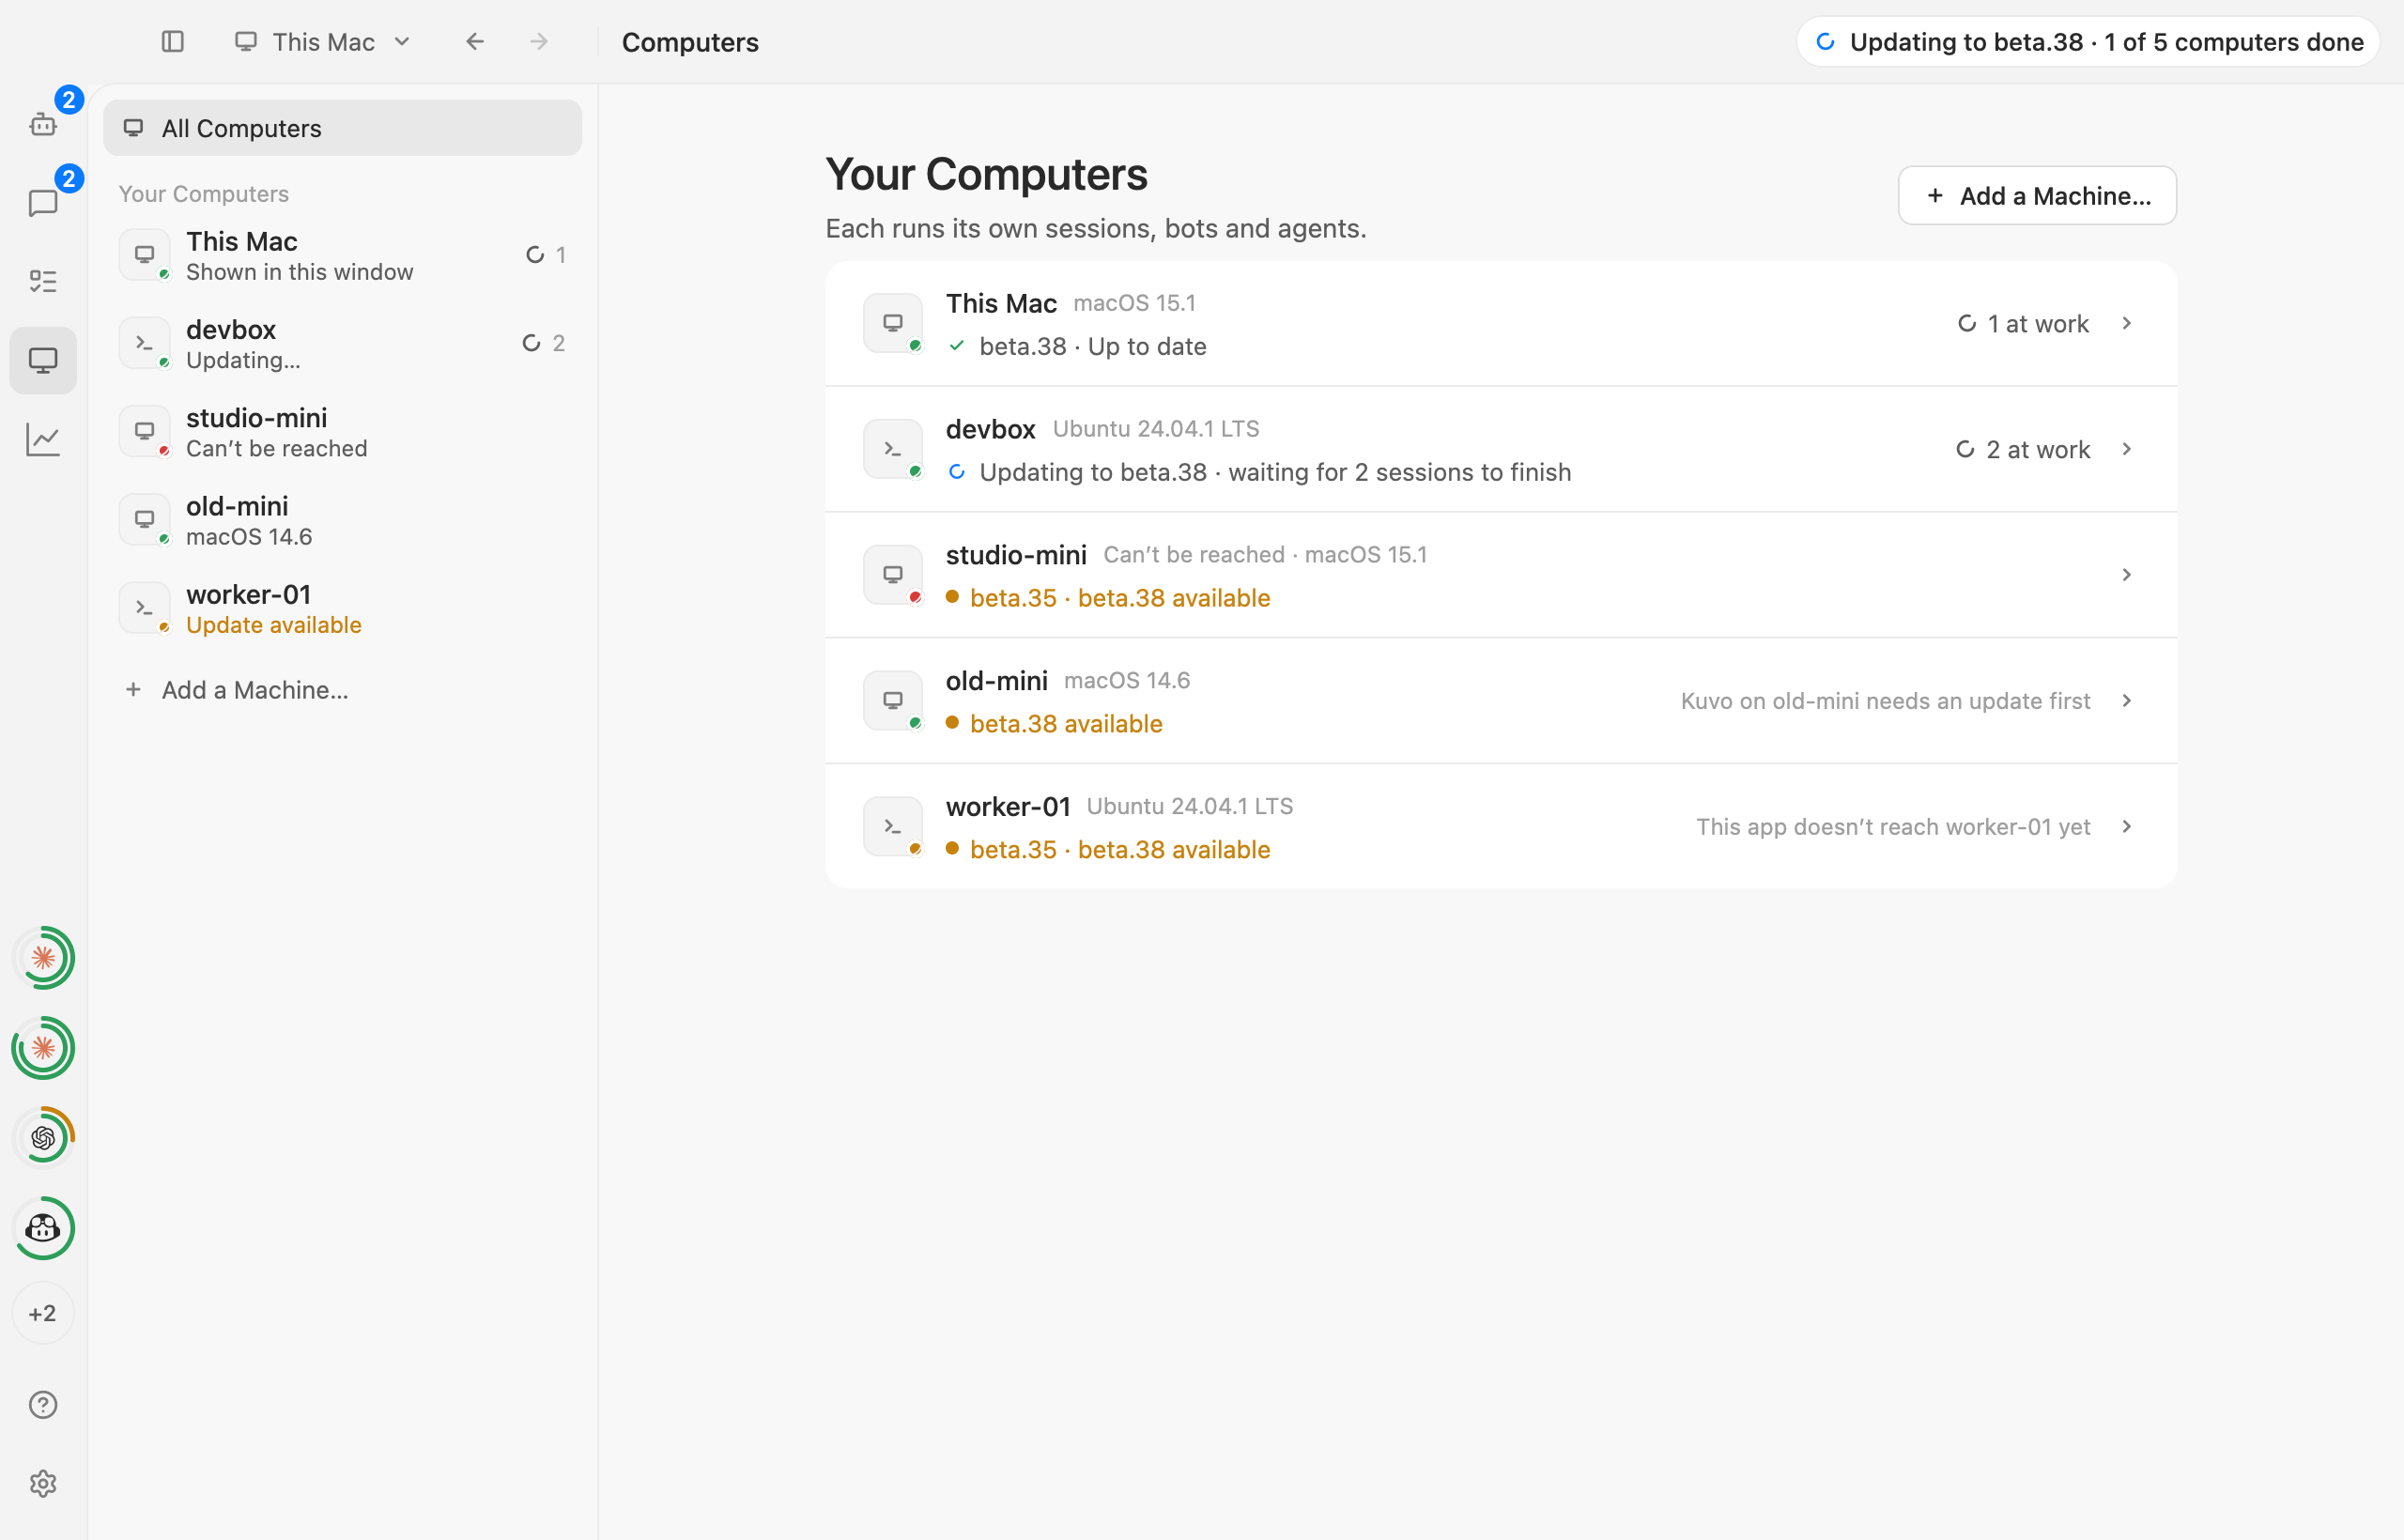 This Mac
Computers
Updating to beta.38 · 1 of 5 computers done
2
2
All Computers
Your Computers
This Mac
Shown in this window
1
devbox
Updating...
2
studio-mini
Can’t be reached
old-mini
macOS 14.6
worker-01
Update available
+ Add a Machine...
+2
Your Computers
Each runs its own sessions, bots and agents.
+ Add a Machine...
This Mac macOS 15.1
beta.38 · Up to date
1 at work
devbox Ubuntu 24.04.1 LTS
Updating to beta.38 · waiting for 2 sessions to finish
2 at work
studio-mini Can’t be reached · macOS 15.1
beta.35 · beta.38 available
old-mini macOS 14.6
beta.38 available
Kuvo on old-mini needs an update first
worker-01 Ubuntu 24.04.1 LTS
beta.35 · beta.38 available
This app doesn’t reach worker-01 yet